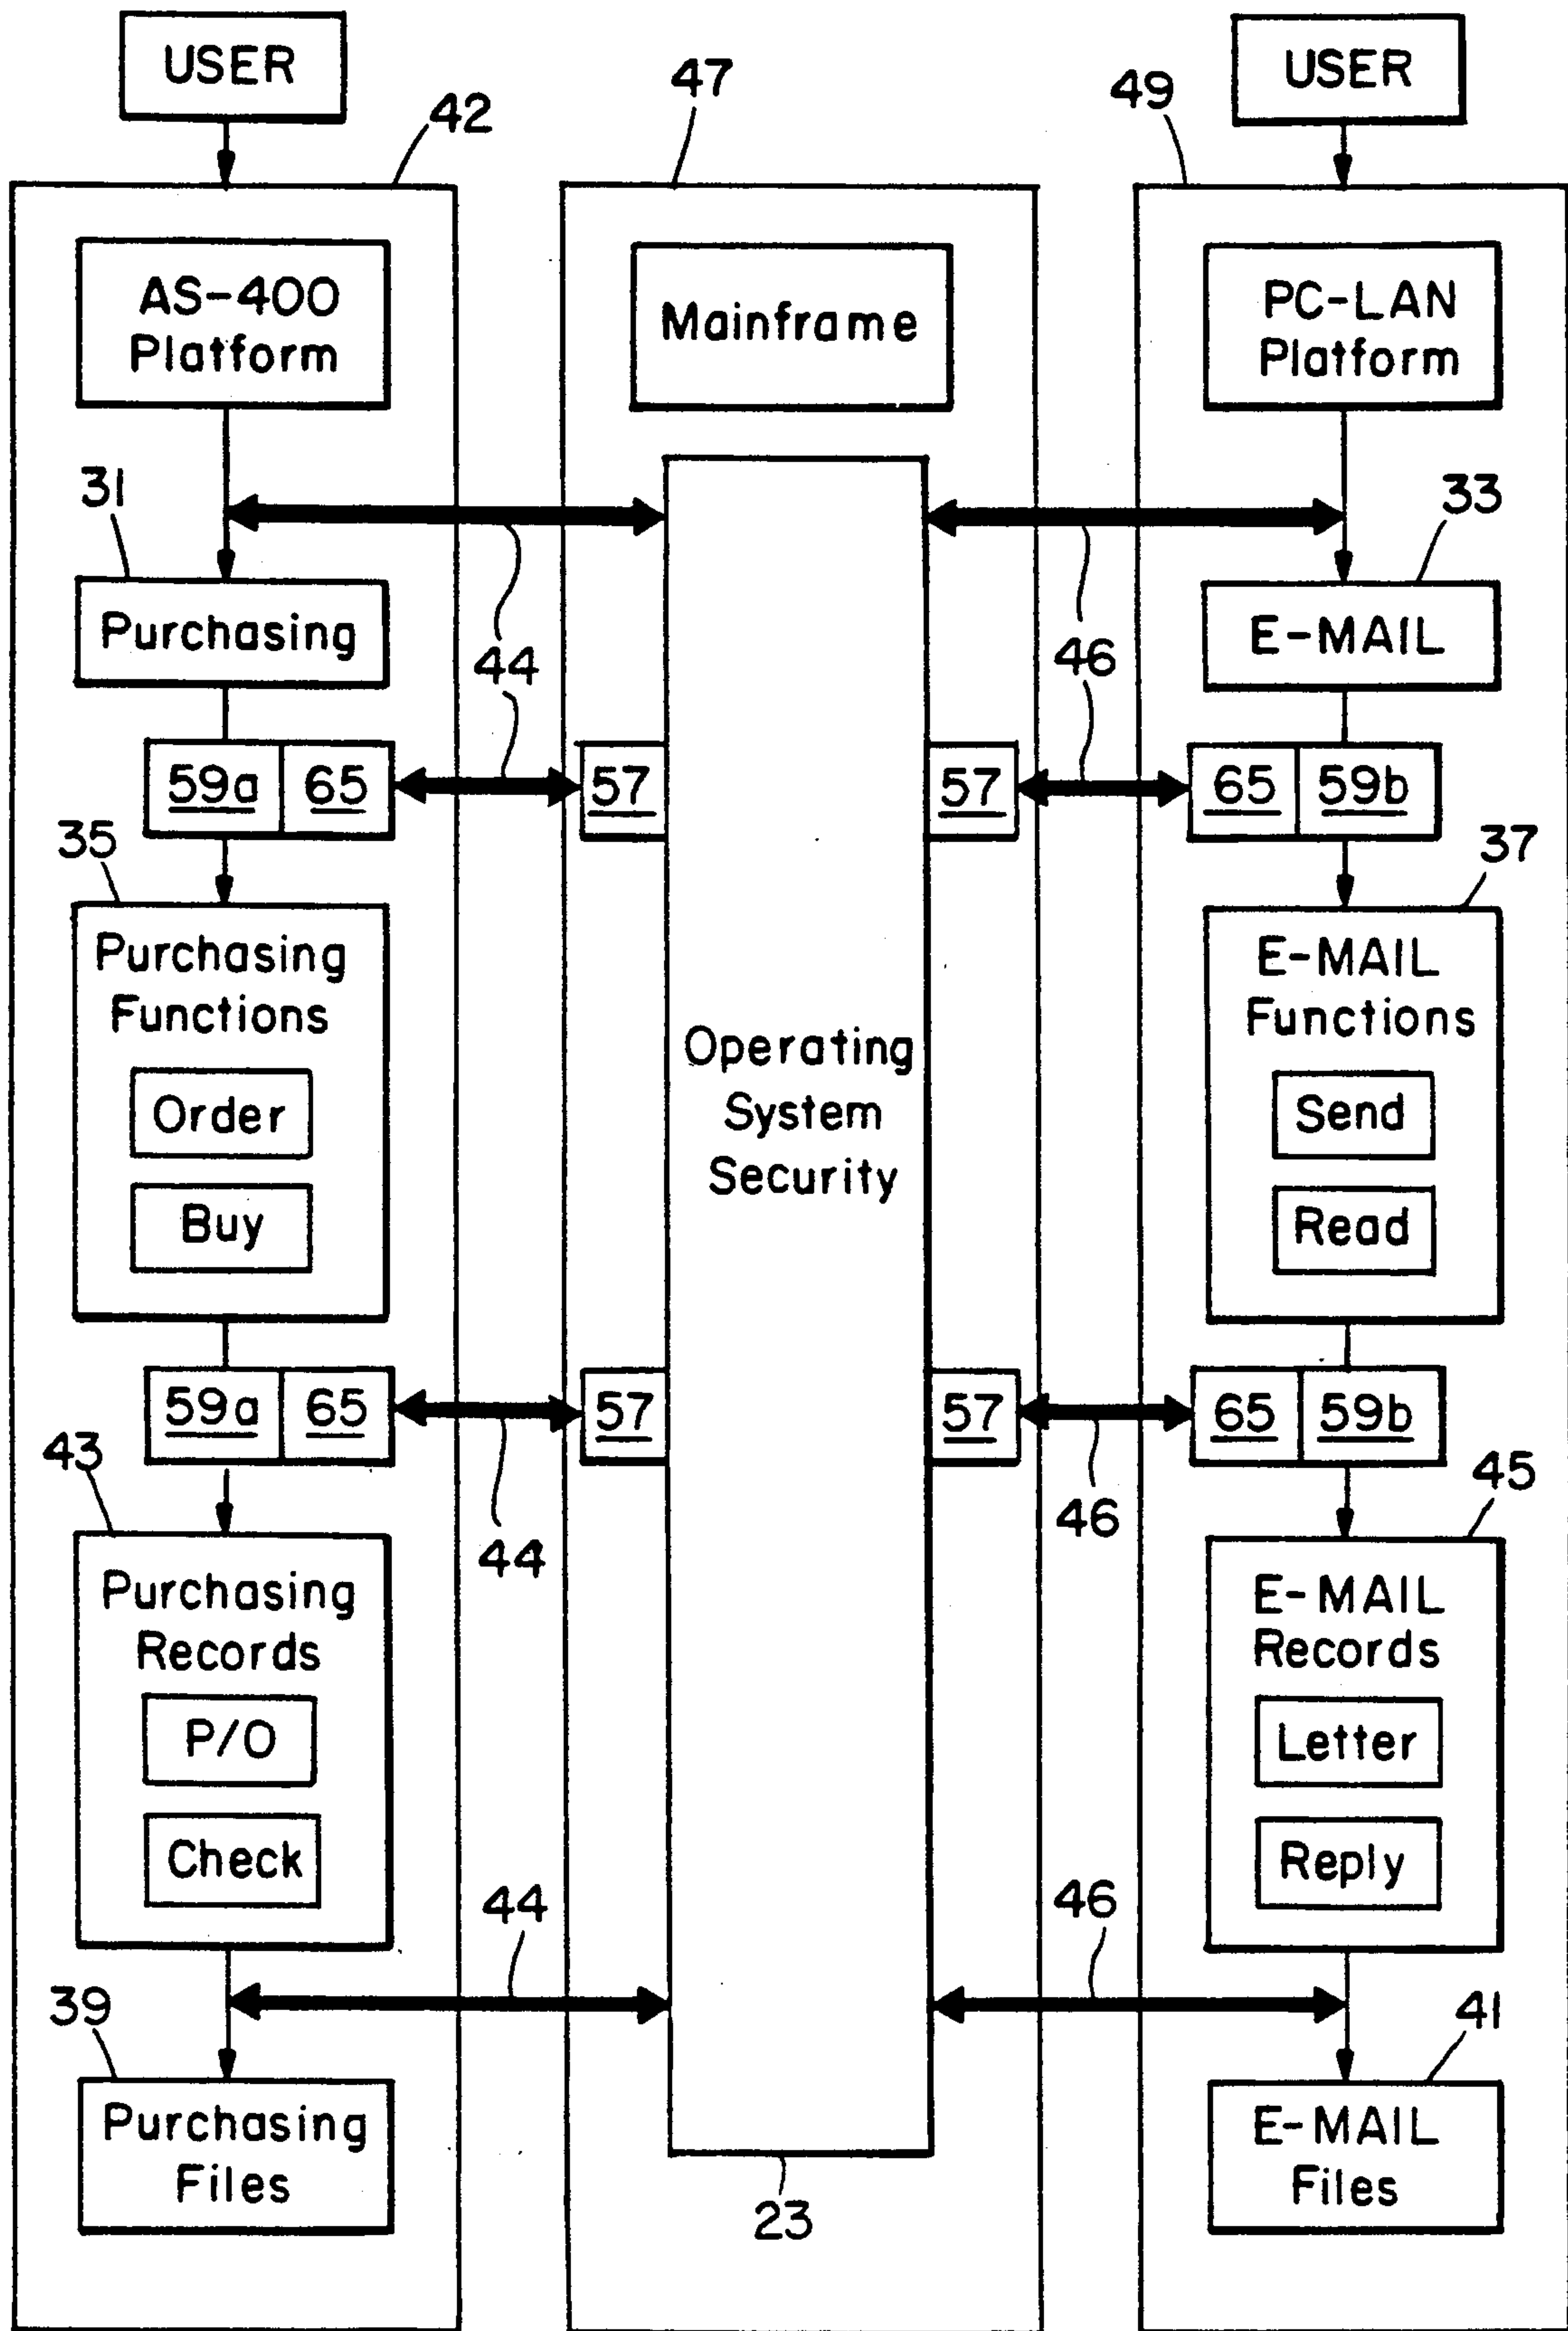 USER
47
49
USER
42
AS-400
Platform
Mainframe
PC-LAN
Platform
31
33
Purchasing
44
46
E-MAIL
59a
65
57
57
65
59b
35
37
Purchasing
Functions
Order
Buy
Operating
System
Security
E-MAIL
Functions
Send
Read
59a
65
57
57
65
59b
43
44
46
45
Purchasing
Records
P/O
Check
E-MAIL
Records
Letter
Reply
44
46
39
41
Purchasing
Files
23
E-MAIL
Files